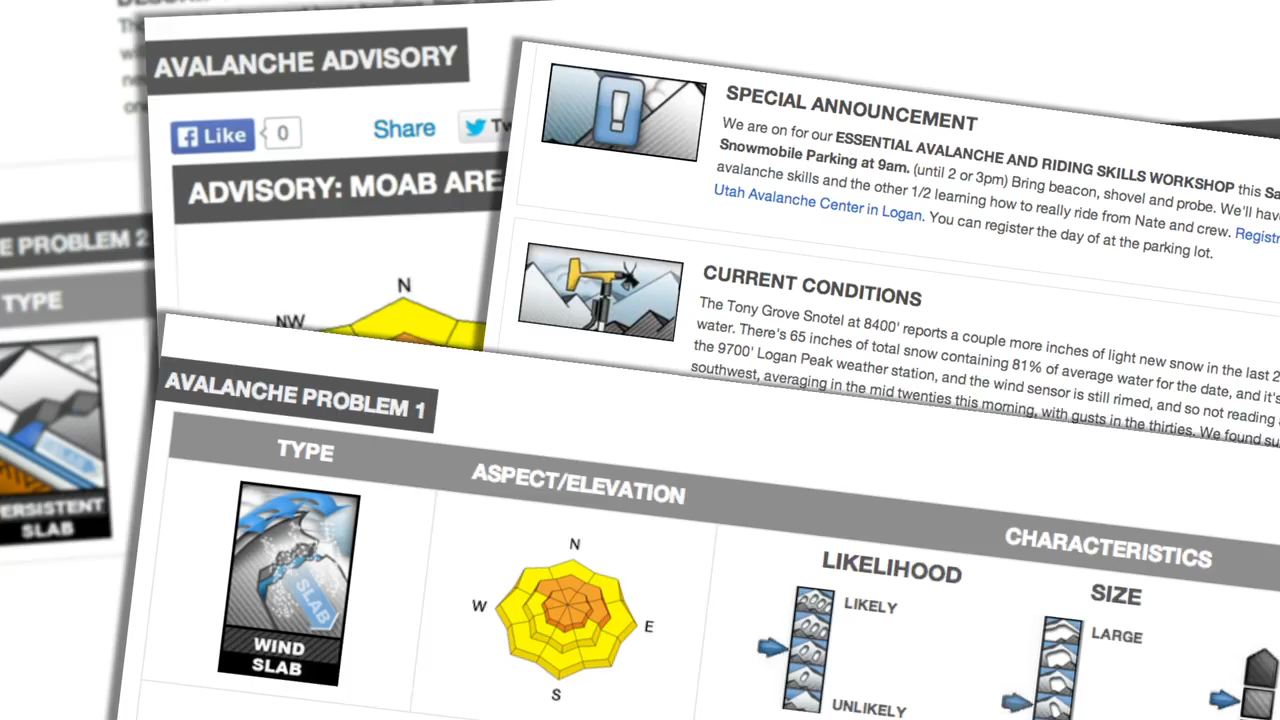 AVALANCHE ADVISORY
Like 0 Share
ADVISORY: MOAB ARE
N
NW
SPECIAL ANNOUNCEMENT
We are on for our ESSENTIAL AVALANCHE AND RIDING SKILLS WORKSHOP this Sa
Snowmobile Parking at 9am. (until 2 or 3pm) Bring beacon, shovel and probe. We'll have
avalanche skills and the other 1/2 learning how to really ride from Nate and crew. Registr
Utah Avalanche Center in Logan. You can register the day of at the parking lot.
CURRENT CONDITIONS
The Tony Grove Snotel at 8400' reports a couple more inches of light new snow in the last 2
water. There's 65 inches of total snow containing 81% of average water for the date, and it's
the 9700' Logan Peak weather station, and the wind sensor is still rimed, and so not reading
southwest, averaging in the mid twenties this morning, with gusts in the thirties. We found su
E PROBLEM 2
TYPE
ERSISTENT
SLAB
AVALANCHE PROBLEM 1
TYPE
ASPECT/ELEVATION
CHARACTERISTICS
SLAB
WIND
SLAB
N
W
E
S
LIKELIHOOD
LIKELY
UNLIKELY
SIZE
LARGE